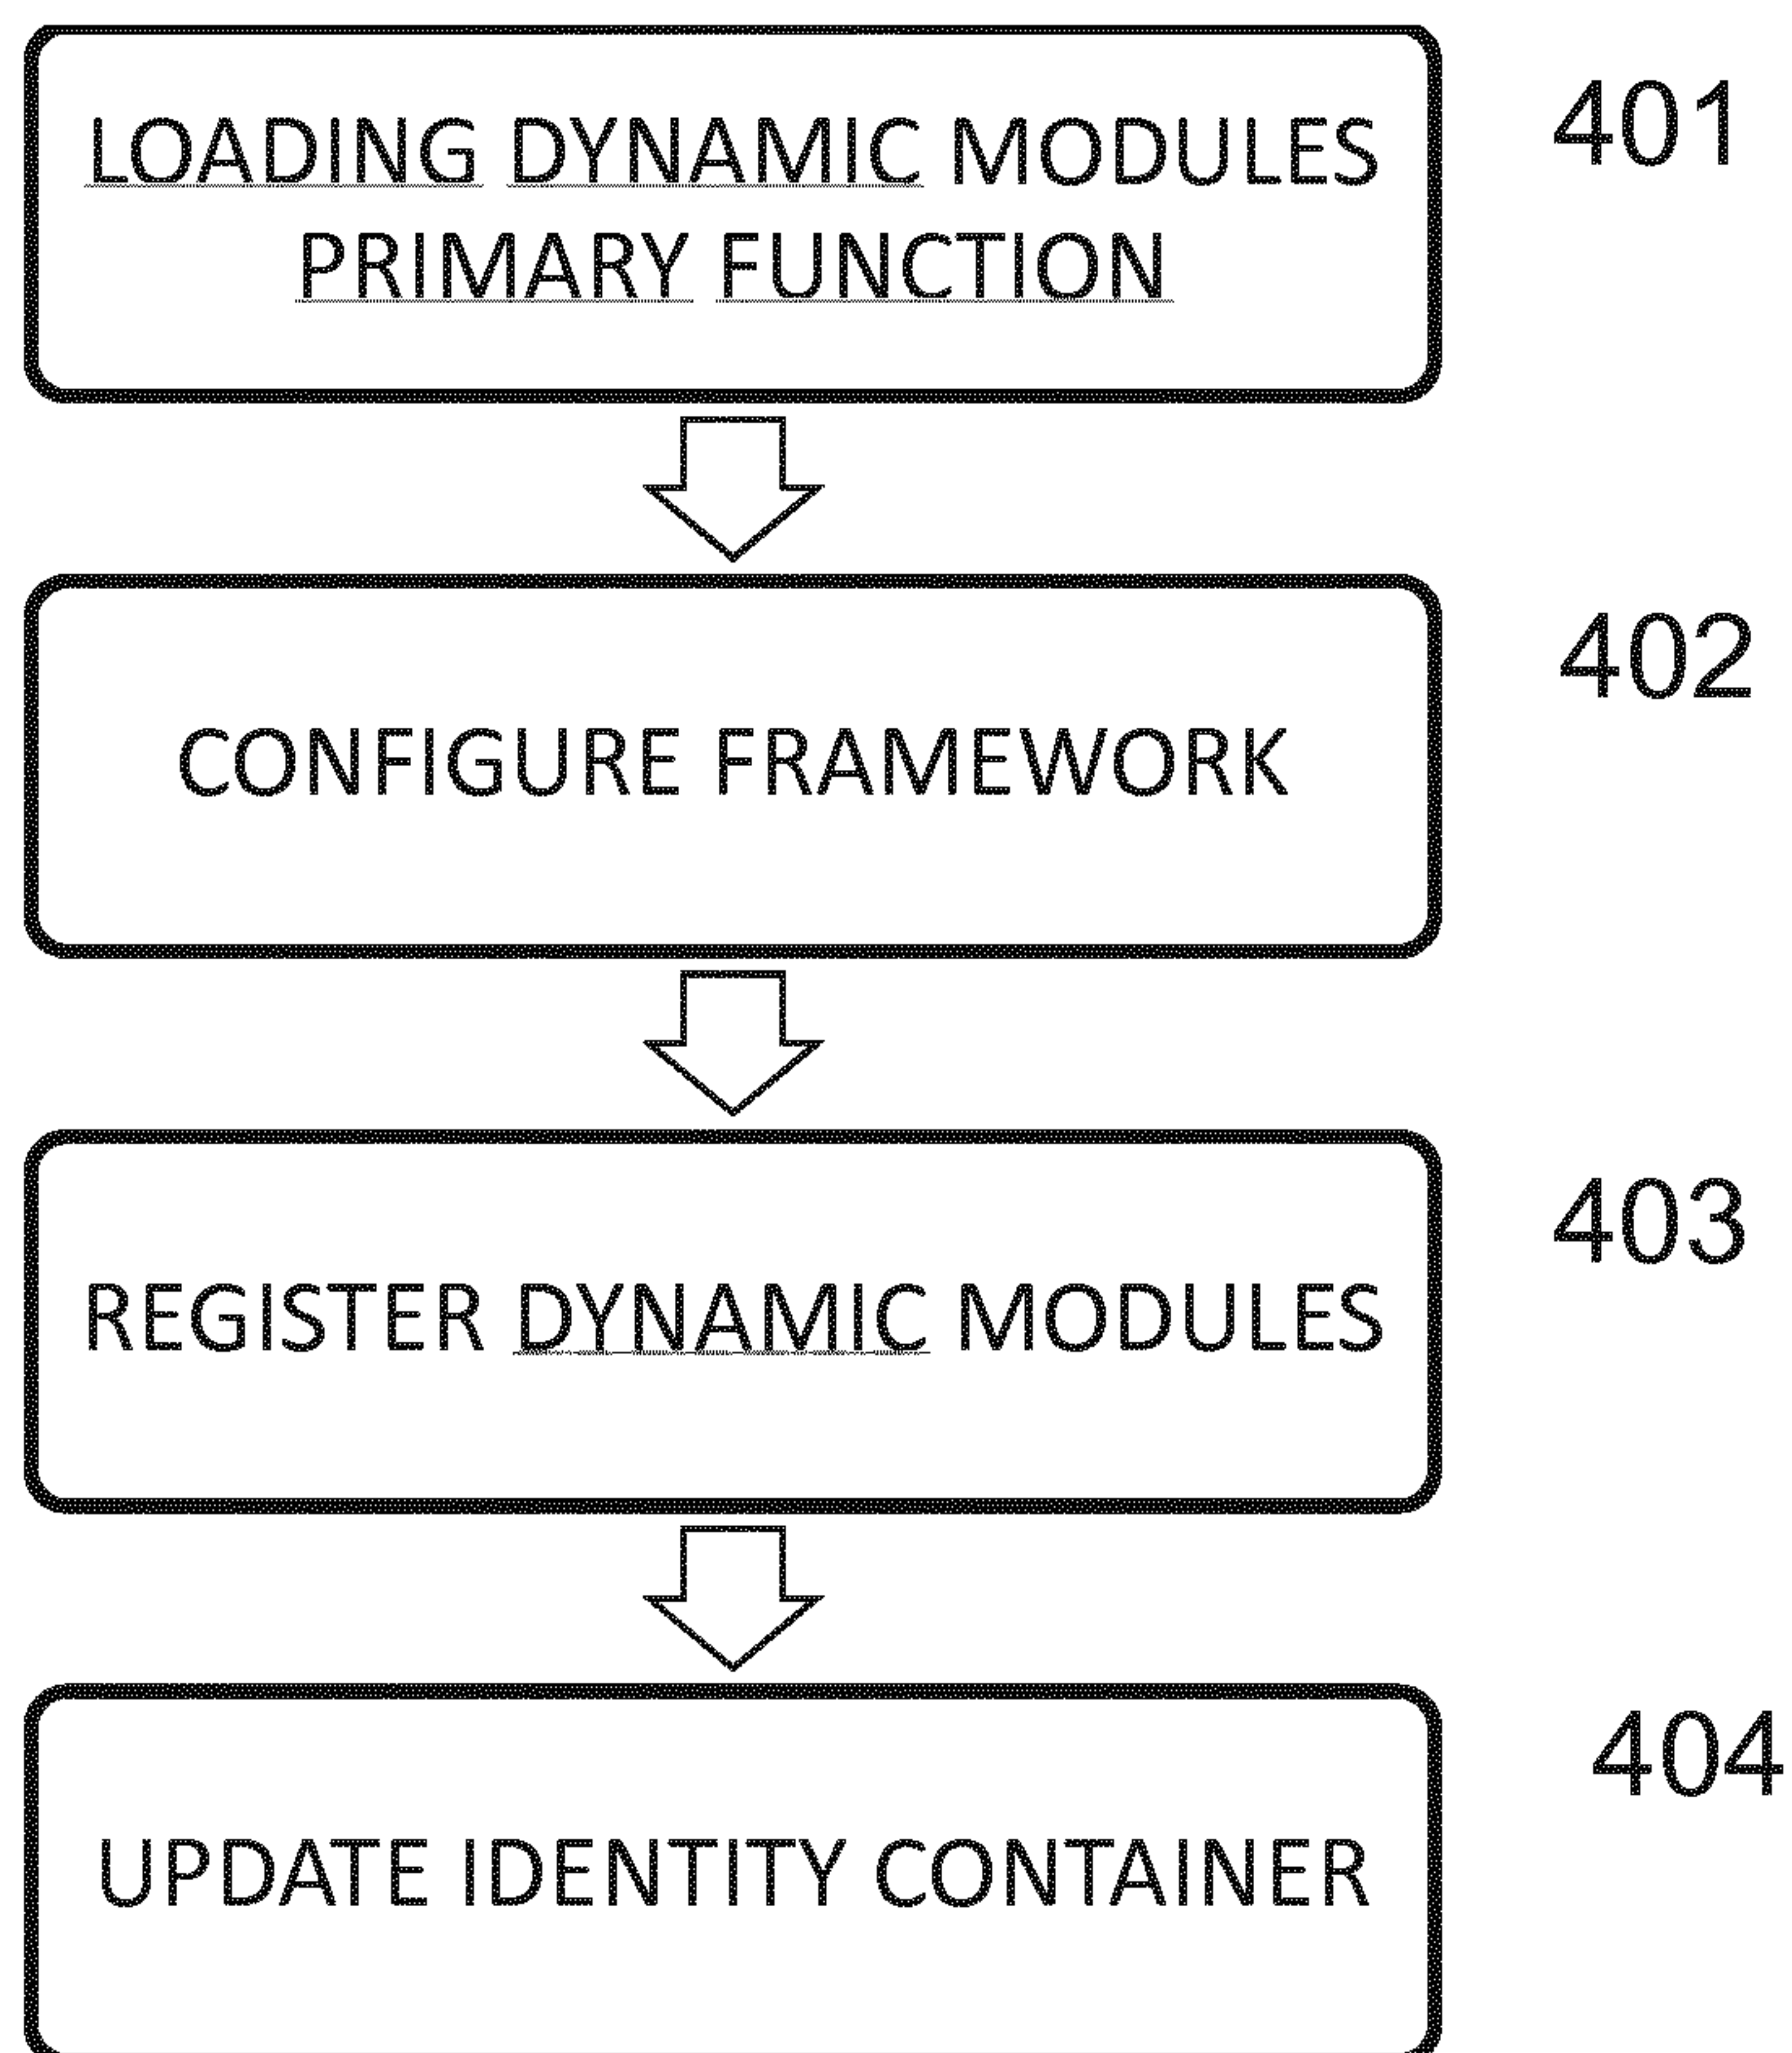 LOADING DYNAMIC MODULES
PRIMARY FUNCTION
401
CONFIGURE FRAMEWORK
402
REGISTER DYNAMIC MODULES
403
UPDATE IDENTITY CONTAINER
404